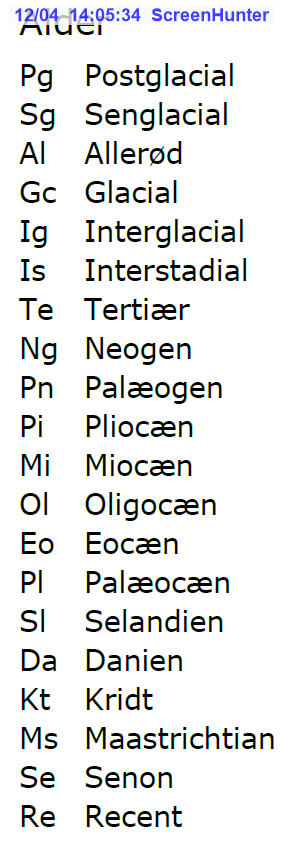 12/04 14:05:34 ScreenHunter
Alder
Pg Postglacial
Sg Senglacial
Al Allerød
Gc Glacial
Ig Interglacial
Is Interstadial
Te Tertiær
Ng Neogen
Pn Palæogen
Pi Pliocæn
Mi Miocæn
Ol Oligocæn
Eo Eocæn
Pl Palæocæn
Sl Selandien
Da Danien
Kt Kridt
Ms Maastrichtian
Se Senon
Re Recent